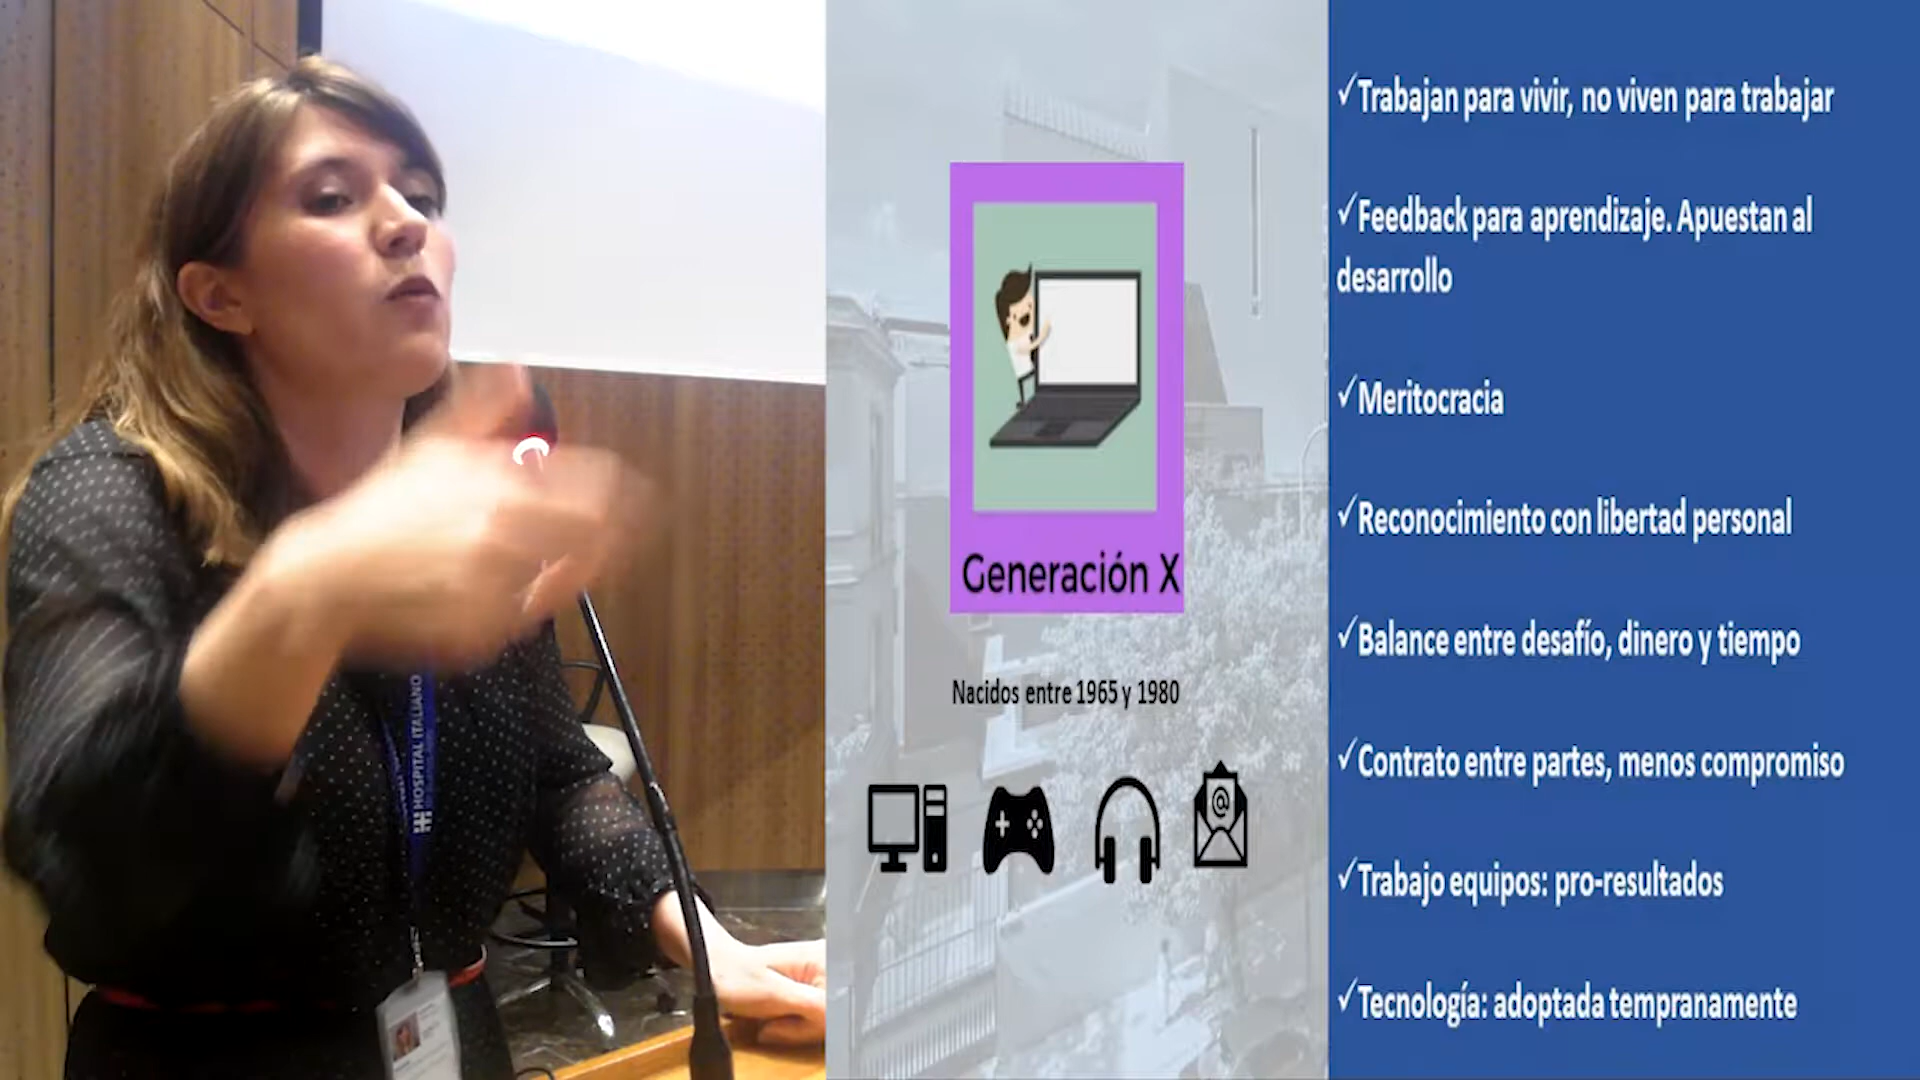 HOSPITAL ITALIANO
Generación X
Nacidos entre 1965 y 1980
@
✓Trabajan para vivir, no viven para trabajar
✓Feedback para aprendizaje. Apuestan al
desarrollo
✓Meritocracia
✓Reconocimiento con libertad personal
✓Balance entre desafío, dinero y tiempo
✓Contrato entre partes, menos compromiso
✓Trabajo equipos: pro-resultados
✓Tecnología: adoptada tempranamente